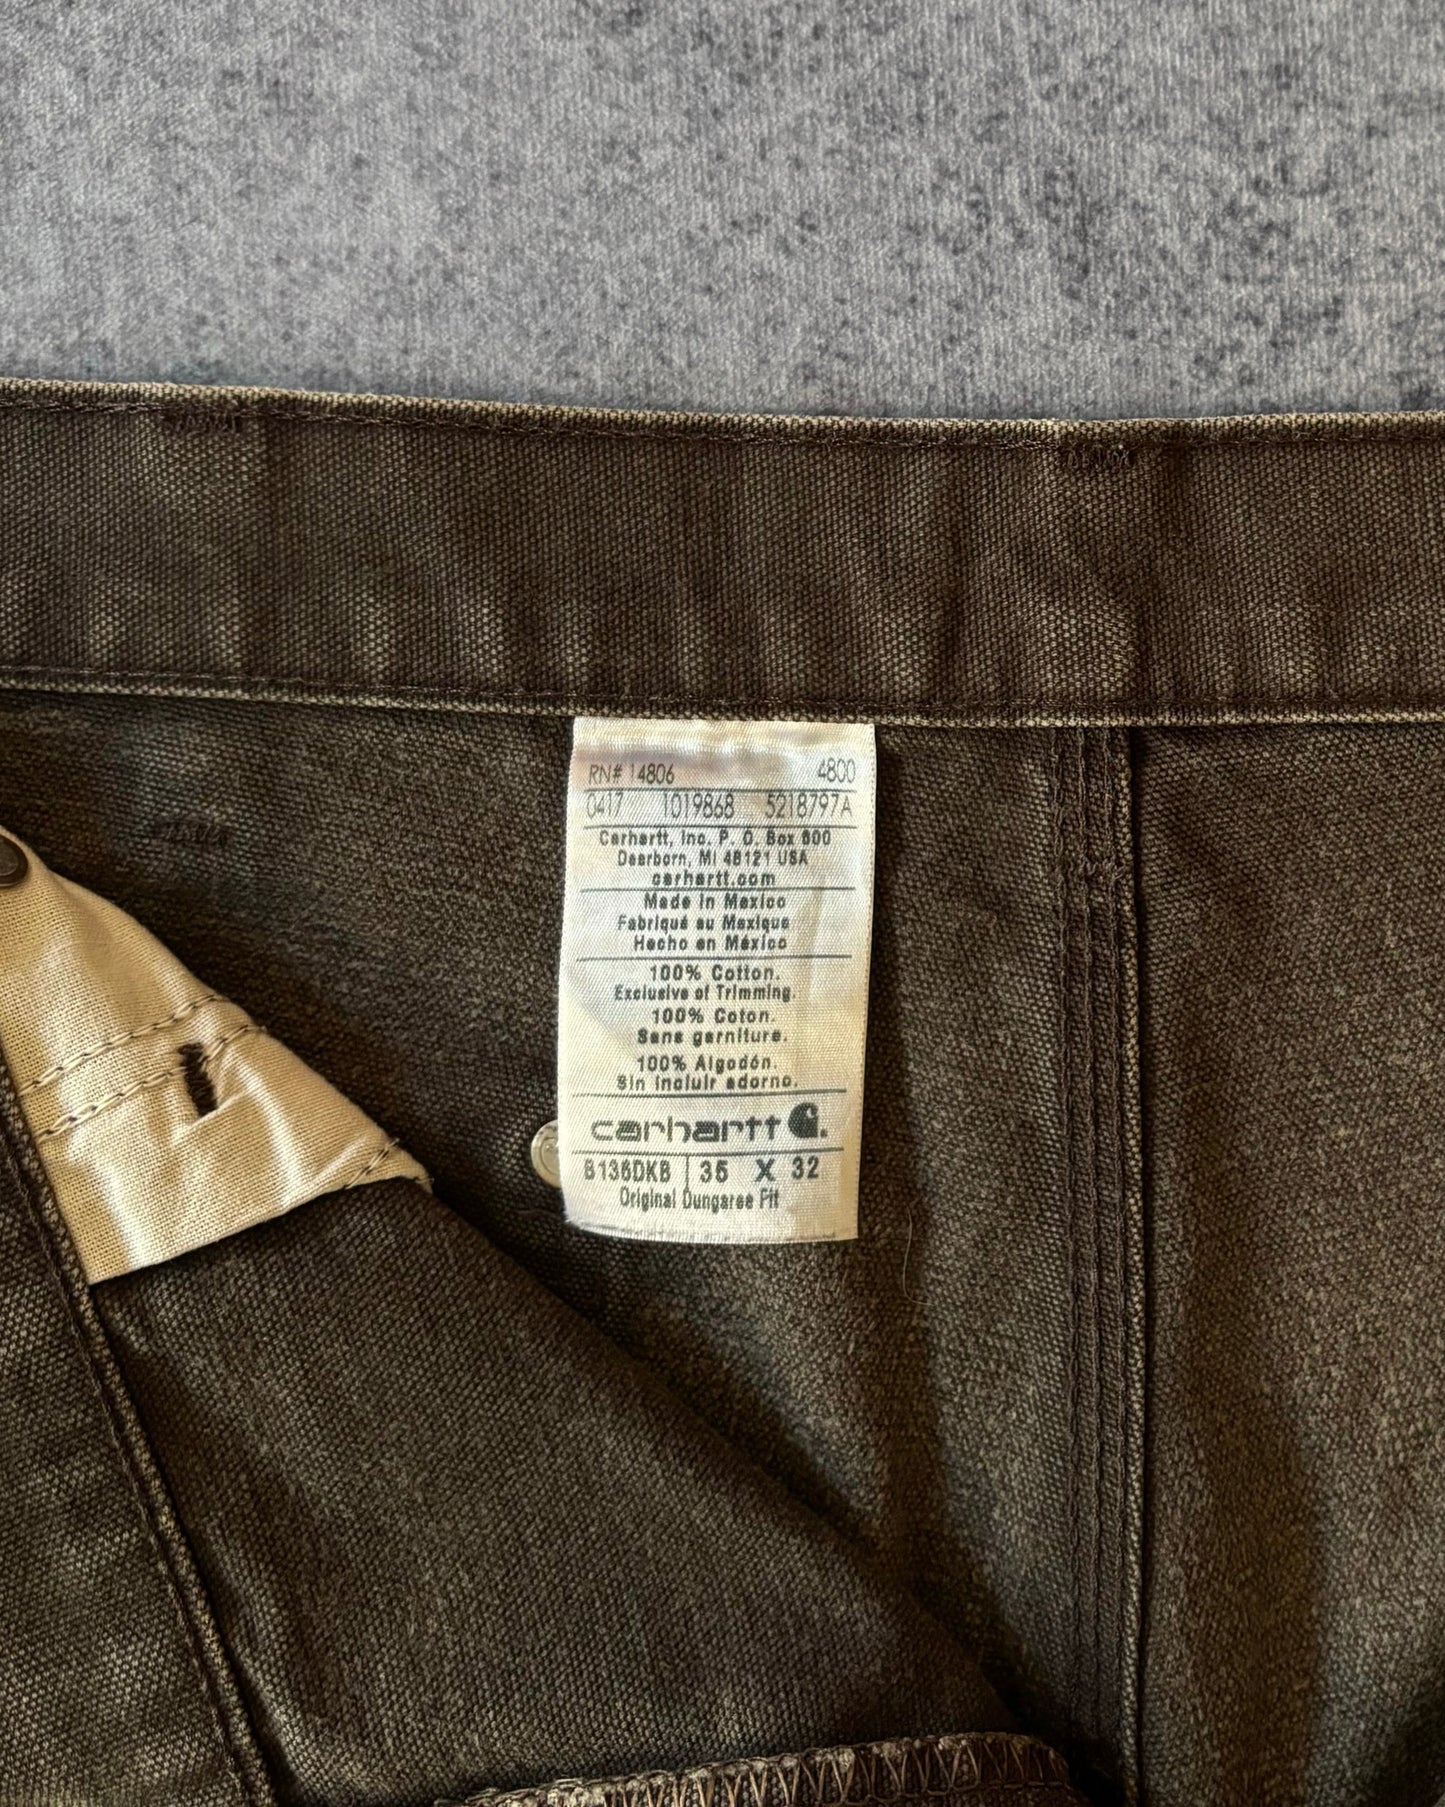 RN# 14806 4800
0417 1019868 5218797A
Carhartt, Inc. P. O. Box 600
Dearborn, MI 48121 USA
carhartt.com
Made in Mexico
Fabriqué au Mexique
Hecho en México
100% Cotton.
Exclusive of Trimming.
100% Coton.
Sans garniture.
100% Algodón.
Sin incluir adorno.
carhartt
B136DKB 35 X 32
Original Dungaree Fit